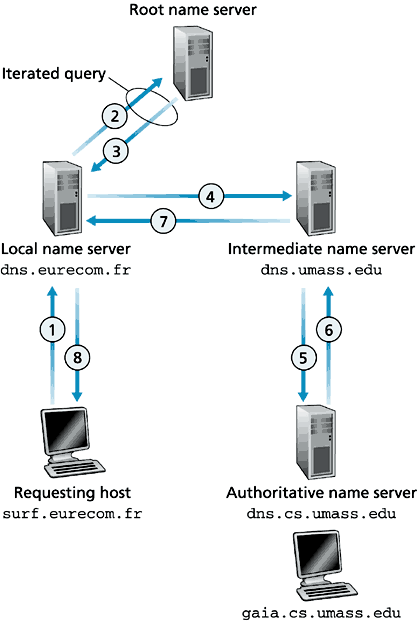 Root name server
Iterated query
2
3
4
7
Local name server
dns.eurecom.fr
Intermediate name server
dns.umass.edu
1
8
5
6
Requesting host
surf.eurecom.fr
Authoritative name server
dns.cs.umass.edu
gaia.cs.umass.edu